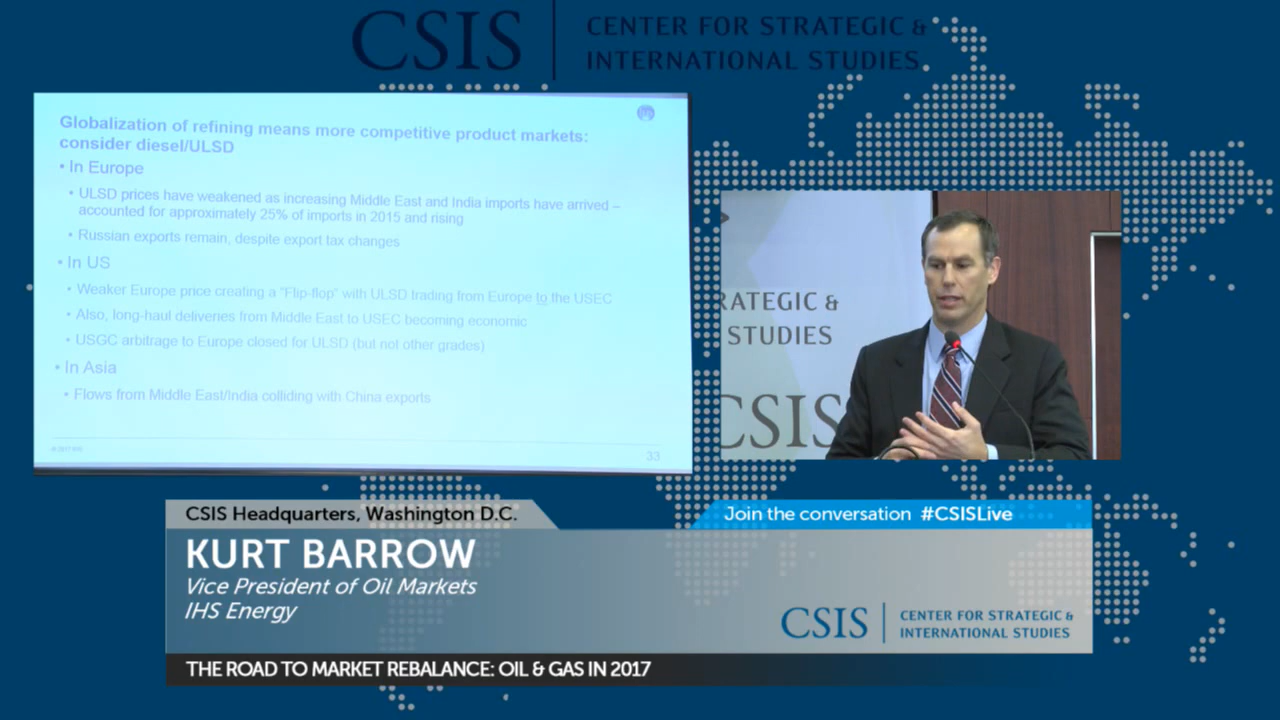 CSIS
CENTER FOR STRATEGIC &
INTERNATIONAL STUDIES
Globalization of refining means more competitive product markets:
consider diesel/ULSD
• In Europe
• ULSD prices have weakened as increasing Middle East and India imports have arrived –
accounted for approximately 25% of imports in 2015 and rising
• Russian exports remain, despite export tax changes
• In US
• Weaker Europe price creating a "Flip-flop" with ULSD trading from Europe to the USEC
• Also, long-haul deliveries from Middle East to USEC becoming economic
• USGC arbitrage to Europe closed for ULSD (but not other grades)
• In Asia
• Flows from Middle East/India colliding with China exports
© 2017 IHS
33
RATEGIC &
STUDIES
CSIS
CSIS Headquarters, Washington D.C.
Join the conversation #CSISLive
KURT BARROW
Vice President of Oil Markets
IHS Energy
CSIS
CENTER FOR STRATEGIC &
INTERNATIONAL STUDIES
THE ROAD TO MARKET REBALANCE: OIL & GAS IN 2017